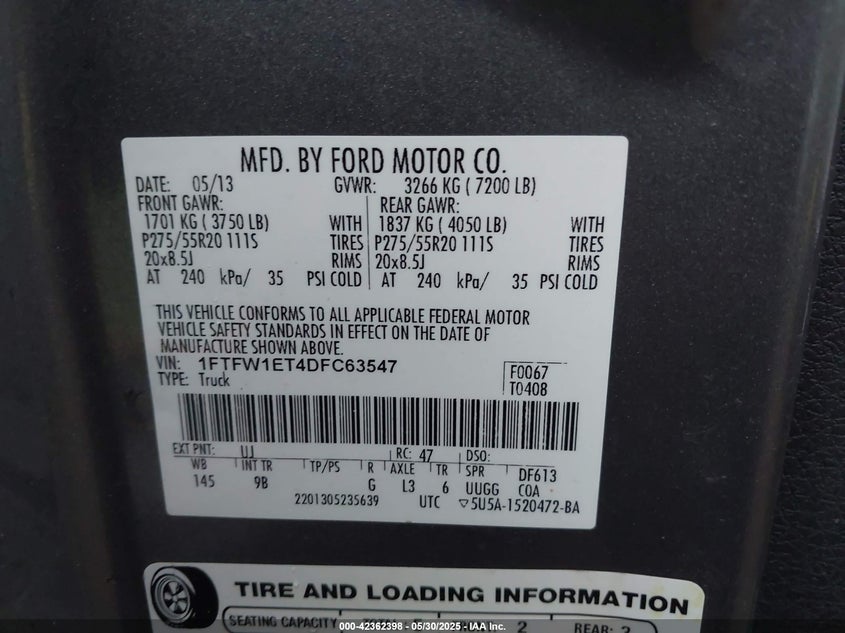 MFD. BY FORD MOTOR CO.
DATE: 05/13 GVWR: 3266 KG ( 7200 LB)
FRONT GAWR: REAR GAWR:
1701 KG ( 3750 LB) WITH 1837 KG ( 4050 LB) WITH
P275/55R20 111S TIRES P275/55R20 111S TIRES
20x8.5J RIMS 20x8.5J RIMS
AT 240 kPa/ 35 PSI COLD AT 240 kPa/ 35 PSI COLD
THIS VEHICLE CONFORMS TO ALL APPLICABLE FEDERAL MOTOR
VEHICLE SAFETY STANDARDS IN EFFECT ON THE DATE OF
MANUFACTURE SHOWN ABOVE.
VIN: 1FTFW1ET4DFC63547 F0067
TYPE: Truck T0408
EXT PNT: UJ RC: 47 DSO:
WB INT TR TP/PS R AXLE TR SPR DF613
145 9B G L3 6 UUGG COA
2201305235639 UTC ▽5U5A-1520472-BA
TIRE AND LOADING INFORMATION
SEATING CAPACITY 2 REAR:
000-42362398 - 05/30/2025 - IAA Inc.